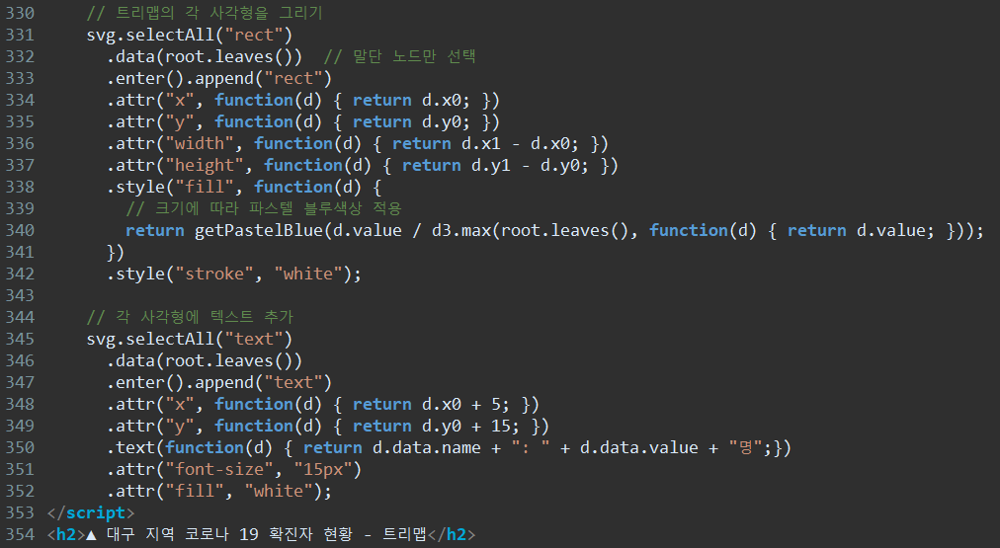 330 // 트리맵의 각 사각형을 그리기
331 svg.selectAll("rect")
332 .data(root.leaves()) // 말단 노드만 선택
333 .enter().append("rect")
334 .attr("x", function(d) { return d.x0; })
335 .attr("y", function(d) { return d.y0; })
336 .attr("width", function(d) { return d.x1 - d.x0; })
337 .attr("height", function(d) { return d.y1 - d.y0; })
338 .style("fill", function(d) {
339 // 크기에 따라 파스텔 블루색상 적용
340 return getPastelBlue(d.value / d3.max(root.leaves(), function(d) { return d.value; }));
341 })
342 .style("stroke", "white");
343
344 // 각 사각형에 텍스트 추가
345 svg.selectAll("text")
346 .data(root.leaves())
347 .enter().append("text")
348 .attr("x", function(d) { return d.x0 + 5; })
349 .attr("y", function(d) { return d.y0 + 15; })
350 .text(function(d) { return d.data.name + ": " + d.data.value + "명";})
351 .attr("font-size", "15px")
352 .attr("fill", "white");
353 </script>
354 <h2>▲ 대구 지역 코로나 19 확진자 현황 - 트리맵</h2>